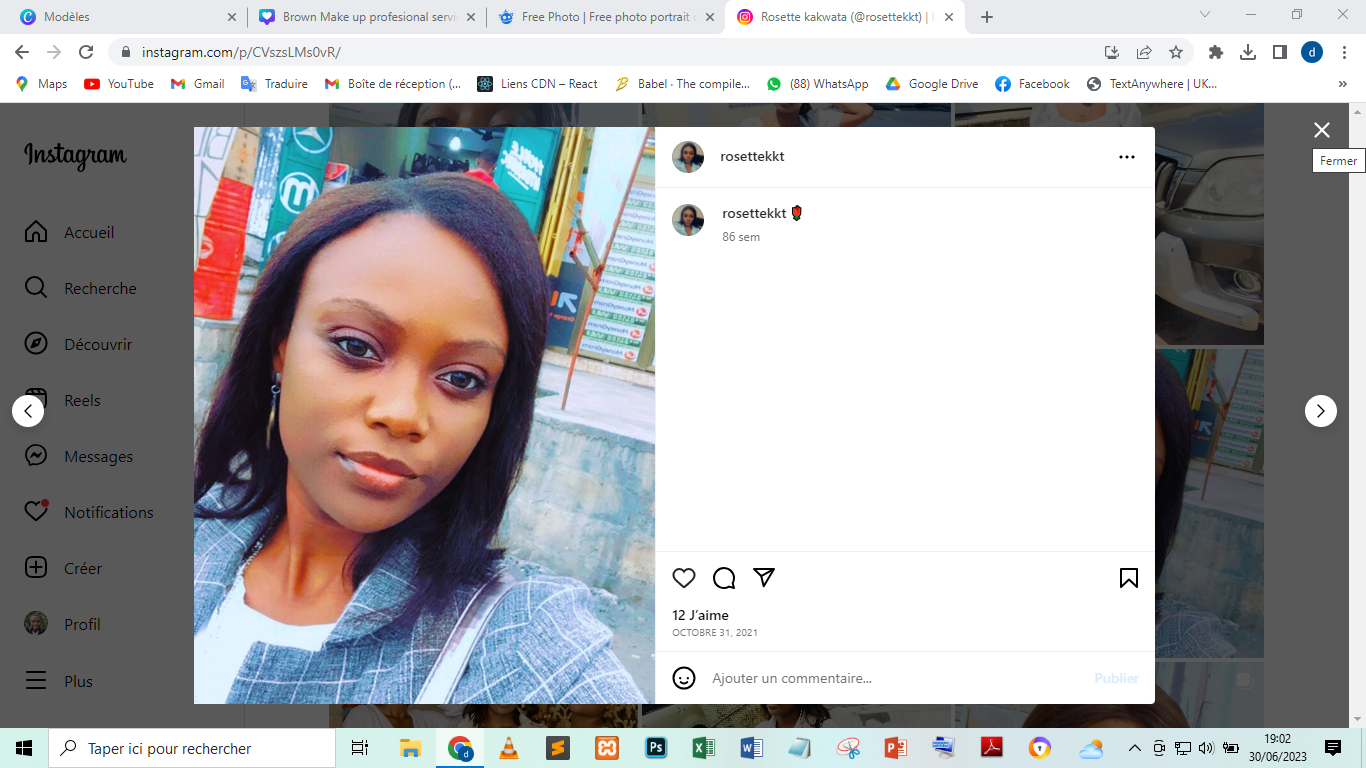 Modèles
Brown Make up profesional servi
Free Photo | Free photo portrait
Rosette kakwata (@rosettekkt) |
instagram.com/p/CVszsLMs0vR/
d
Maps
YouTube
Gmail
Traduire
Boîte de réception (...
Liens CDN – React
Babel · The compile...
(88) WhatsApp
Google Drive
Facebook
TextAnywhere | UK...
»
Instagram
Accueil
Recherche
Découvrir
Reels
Messages
Notifications
Créer
Profil
Plus
rosettekkt
rosettekkt
86 sem
12 J'aime
OCTOBRE 31, 2021
Ajouter un commentaire...
Publier
Fermer
Taper ici pour rechercher
19:02
30/06/2023